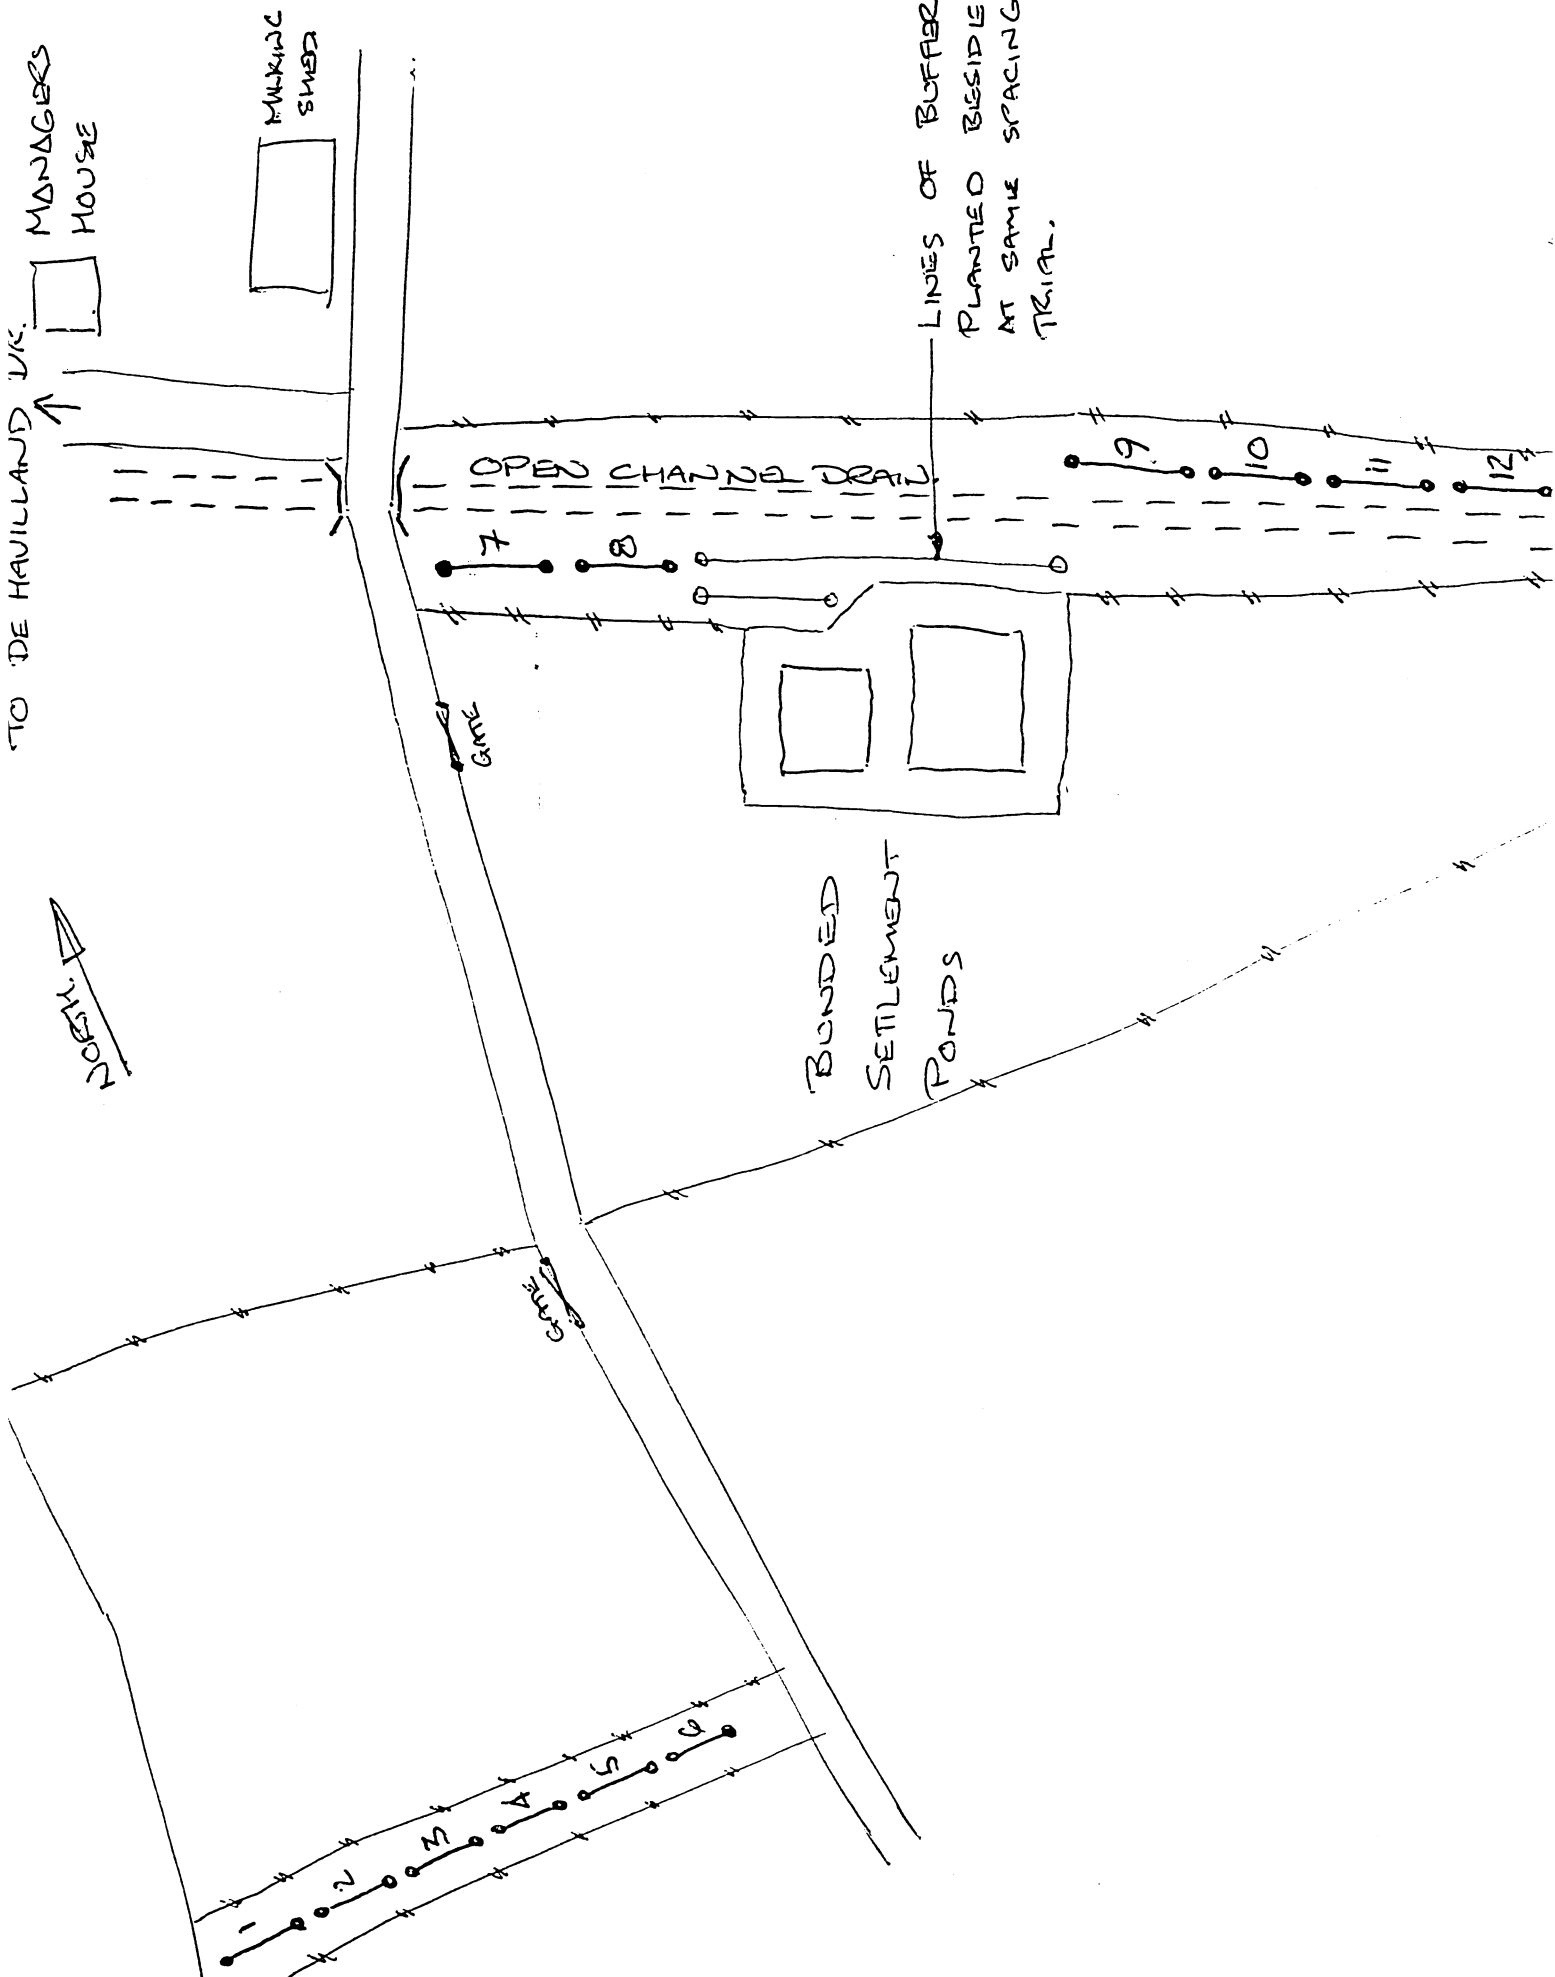 TO DE HAVILLAND DR.
MANAGERS
HOUSE
MILKING
SHED
NORTH.
OPEN CHANNEL DRAIN.
LINES OF BUFFER
PLANTED BESIDE
AT SAME SPACING
TRIAL.
GATE
GATE
BUNDED
SETTLEMENT
PONDS
1
2
3
4
5
6
7
8
9
10
11
12